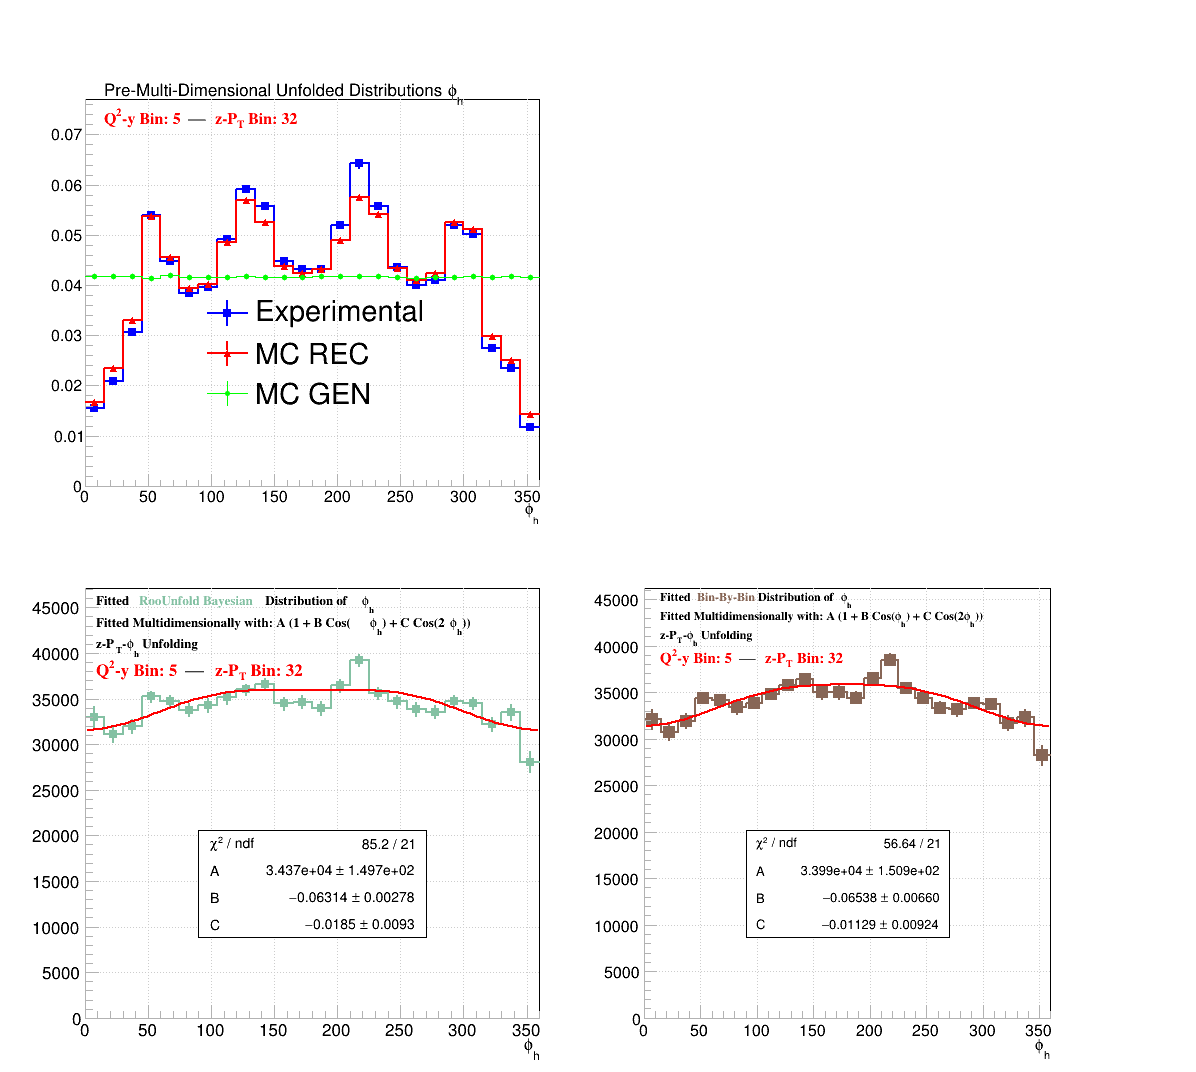 Pre-Multi-Dimensional Unfolded Distributions ϕh
Q²-y Bin: 5 — z-PT Bin: 32
0.07
0.06
0.05
0.04
0.03
0.02
0.01
0
Experimental
MC REC
MC GEN
0 50 100 150 200 250 300 350
ϕh
Fitted RooUnfold Bayesian Distribution of ϕh
Fitted Multidimensionally with: A (1 + B Cos( ϕh) + C Cos(2 ϕh))
z-PT-ϕh Unfolding
Q²-y Bin: 5 — z-PT Bin: 32
45000
40000
35000
30000
25000
20000
15000
10000
5000
0
χ² / ndf 85.2 / 21
A 3.437e+04 ± 1.497e+02
B −0.06314 ± 0.00278
C −0.0185 ± 0.0093
0 50 100 150 200 250 300 350
ϕh
Fitted Bin-By-Bin Distribution of ϕh
Fitted Multidimensionally with: A (1 + B Cos(ϕh) + C Cos(2ϕh))
z-PT-ϕh Unfolding
Q²-y Bin: 5 — z-PT Bin: 32
45000
40000
35000
30000
25000
20000
15000
10000
5000
0
χ² / ndf 56.64 / 21
A 3.399e+04 ± 1.509e+02
B −0.06538 ± 0.00660
C −0.01129 ± 0.00924
0 50 100 150 200 250 300 350
ϕh